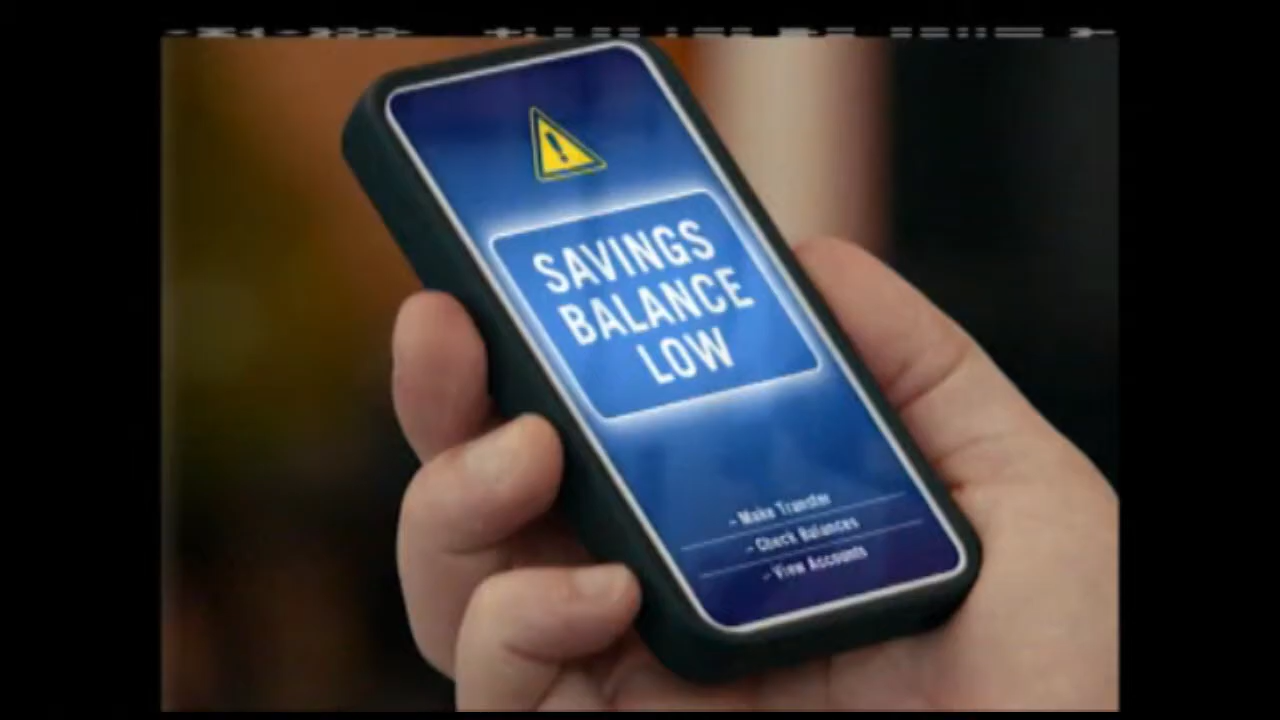 !
SAVINGS
BALANCE
LOW
- Make Transfer
- Check Balances
- View Accounts